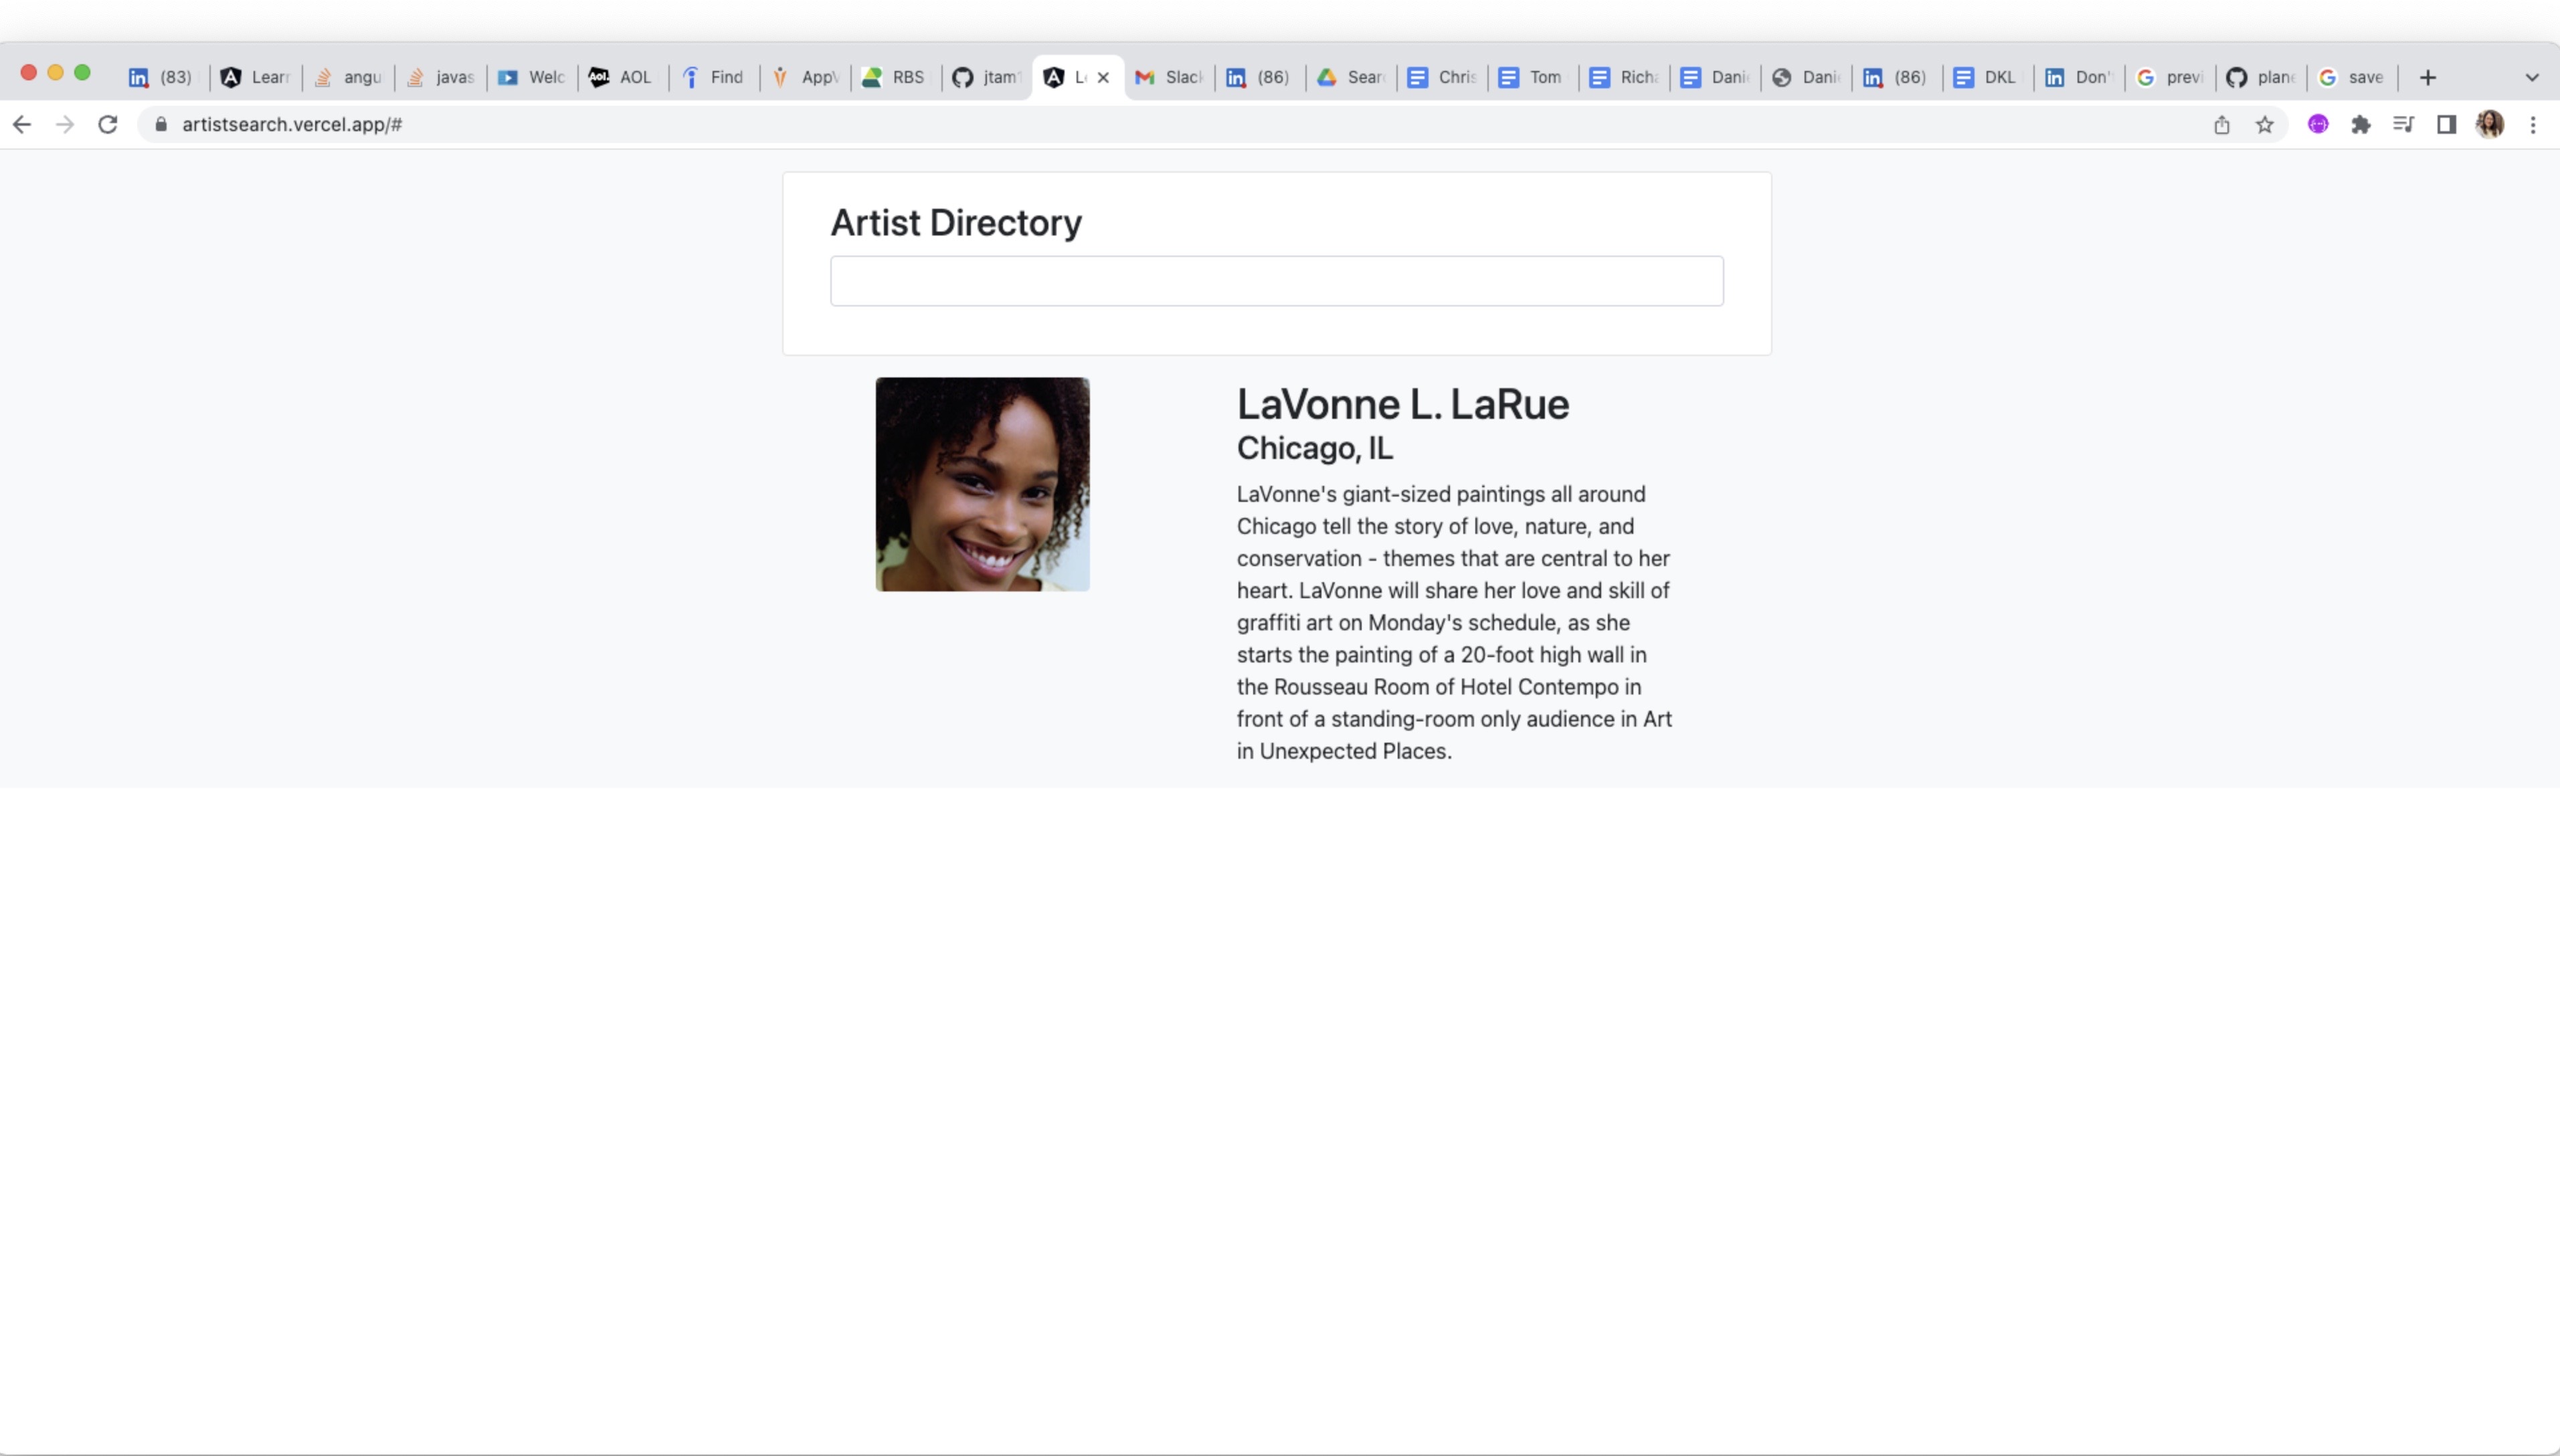 (83) Lear angu javas Welc AOL Find App RBS jtam L Slack (86) Sear Chris Tom Rich Dani Dani (86) DKL Don' previ plane save
artistsearch.vercel.app/#
Artist Directory
LaVonne L. LaRue
Chicago, IL
LaVonne's giant-sized paintings all around
Chicago tell the story of love, nature, and
conservation - themes that are central to her
heart. LaVonne will share her love and skill of
graffiti art on Monday's schedule, as she
starts the painting of a 20-foot high wall in
the Rousseau Room of Hotel Contempo in
front of a standing-room only audience in Art
in Unexpected Places.